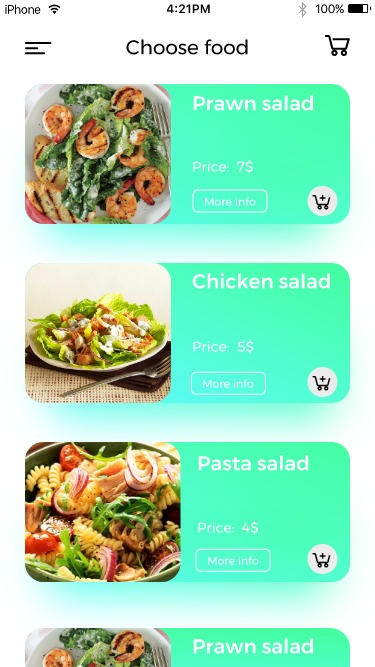 iPhone 4:21PM 100%
Choose food
Prawn salad
Price: 7$
More info
Chicken salad
Price: 5$
More info
Pasta salad
Price: 4$
More info
Prawn salad